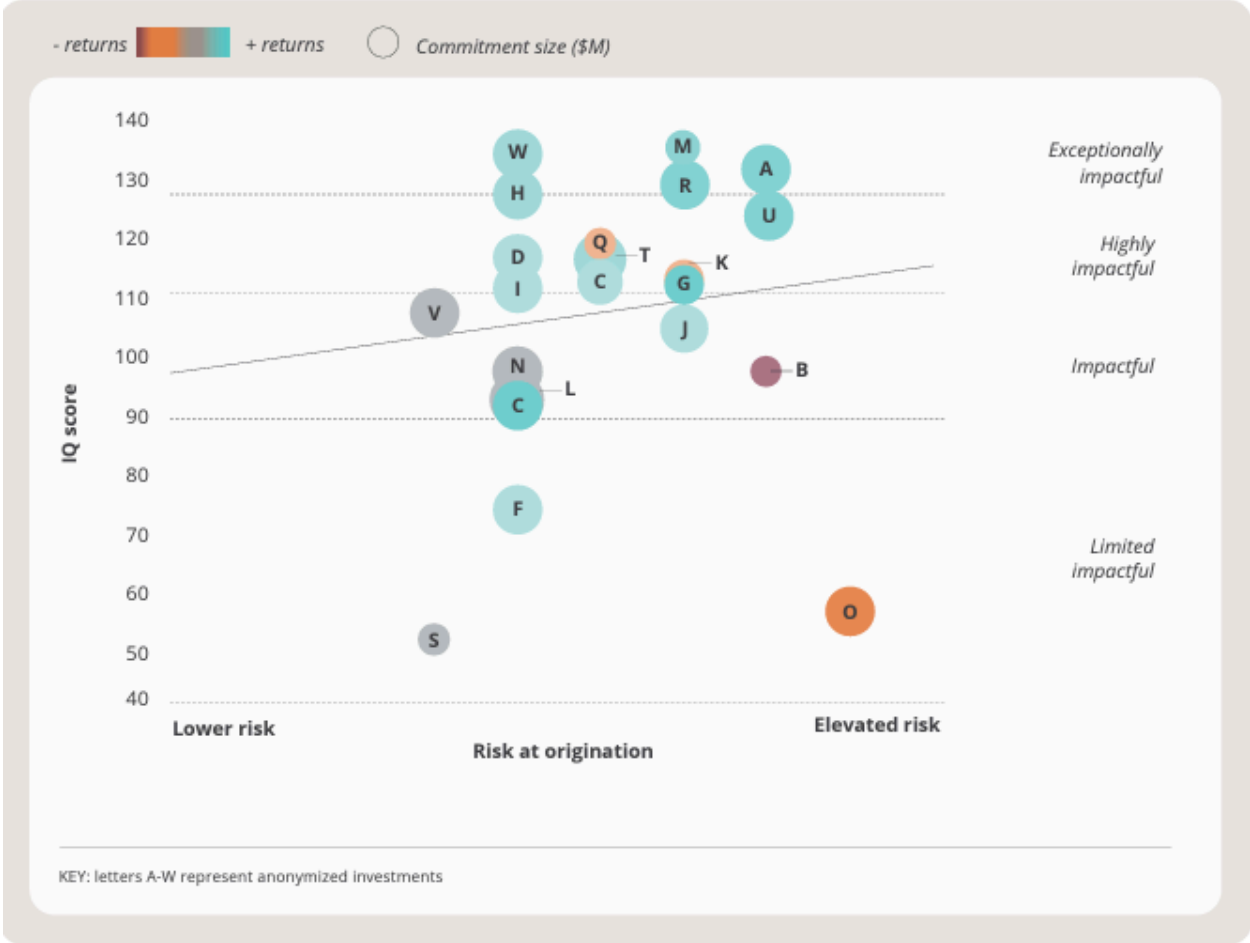 - returns + returns Commitment size ($M)
140
130
120
110
100
90
80
70
60
50
40
IQ score
W
H
D
I
V
N
L
C
F
S
Q
T
C
M
R
K
G
J
A
U
B
O
Exceptionally
impactful
Highly
impactful
Impactful
Limited
impactful
Lower risk
Elevated risk
Risk at origination
KEY: letters A-W represent anonymized investments